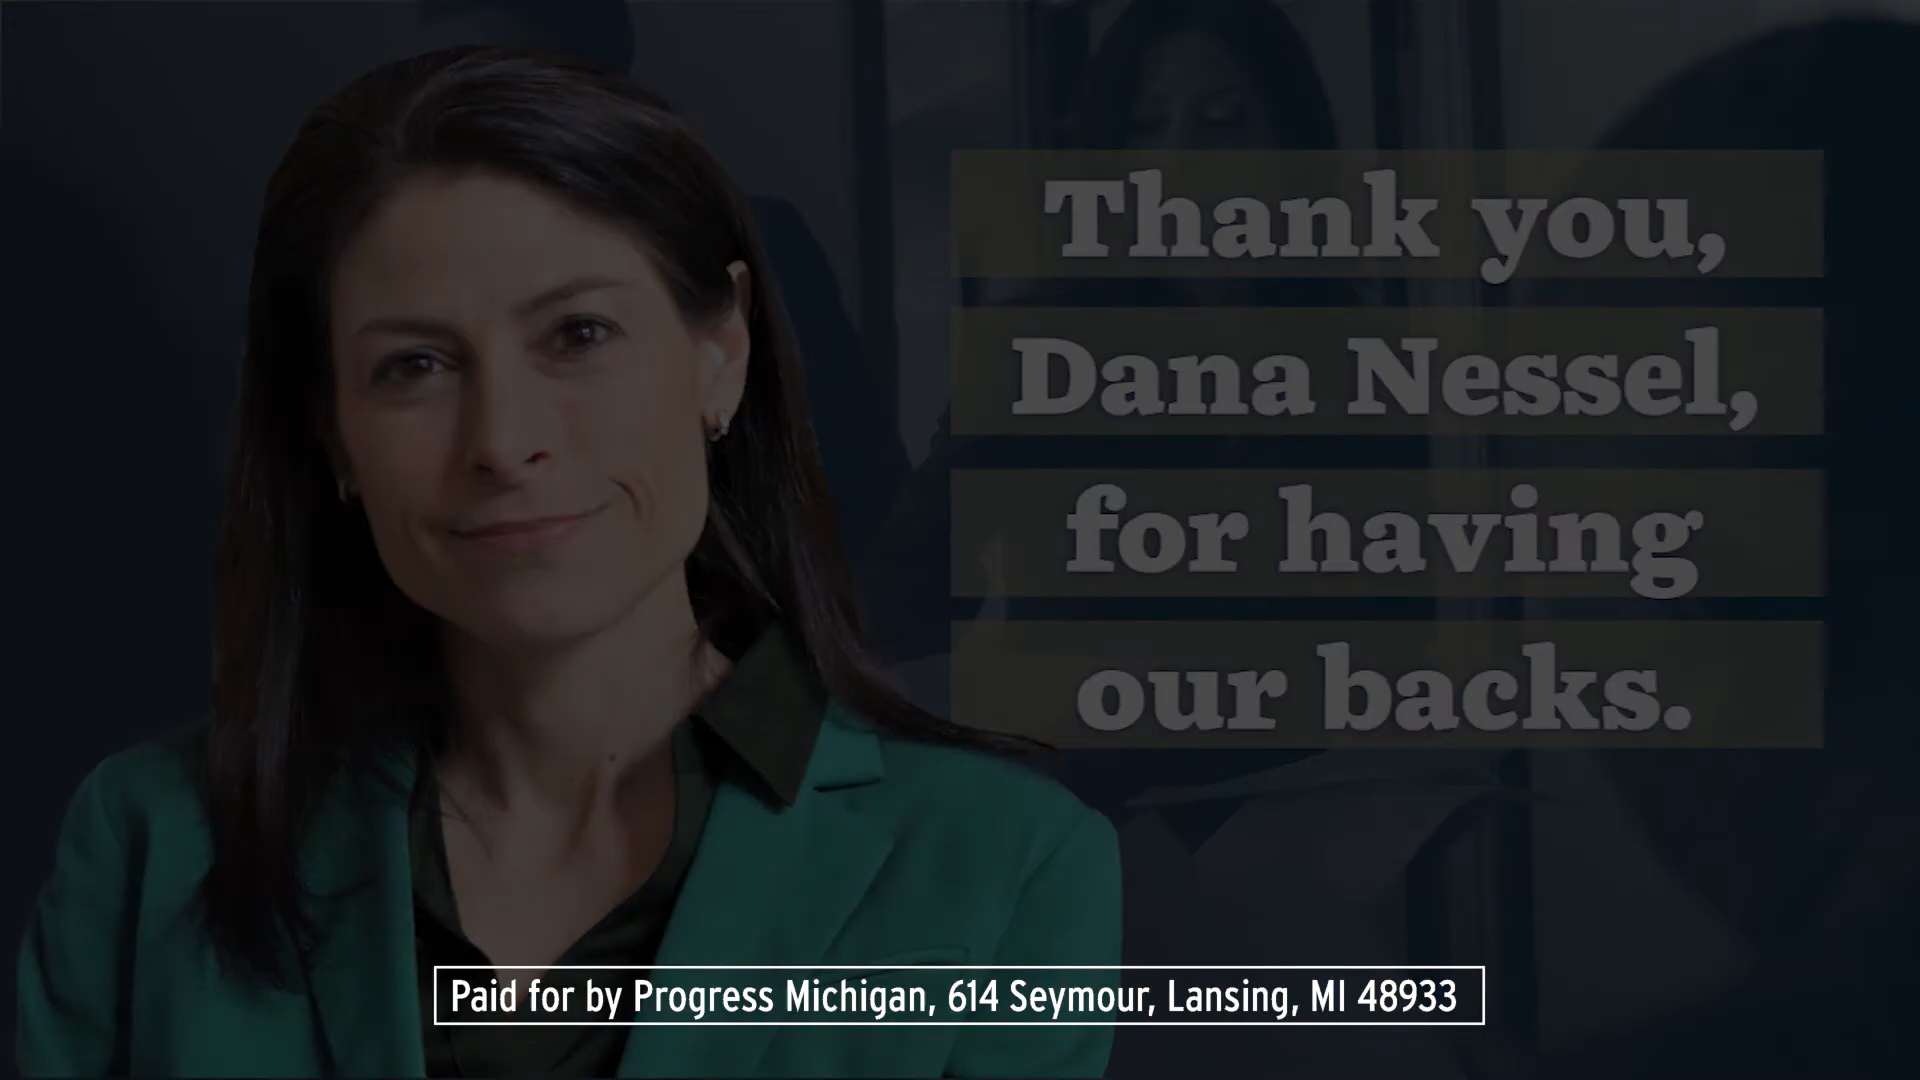 Thank you,
Dana Nessel,
for having
our backs.
Paid for by Progress Michigan, 614 Seymour, Lansing, MI 48933